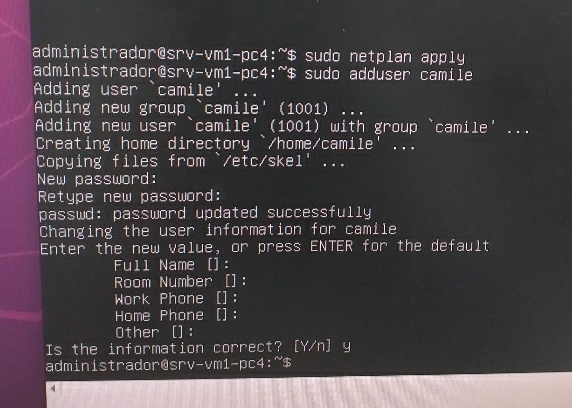 administrador@srv-vm1-pc4:~$ sudo netplan apply
administrador@srv-vm1-pc4:~$ sudo adduser camile
Adding user `camile' ...
Adding new group `camile' (1001) ...
Adding new user `camile' (1001) with group `camile' ...
Creating home directory `/home/camile' ...
Copying files from `/etc/skel' ...
New password:
Retype new password:
passwd: password updated successfully
Changing the user information for camile
Enter the new value, or press ENTER for the default
Full Name []:
Room Number []:
Work Phone []:
Home Phone []:
Other []:
Is the information correct? [Y/n] y
administrador@srv-vm1-pc4:~$